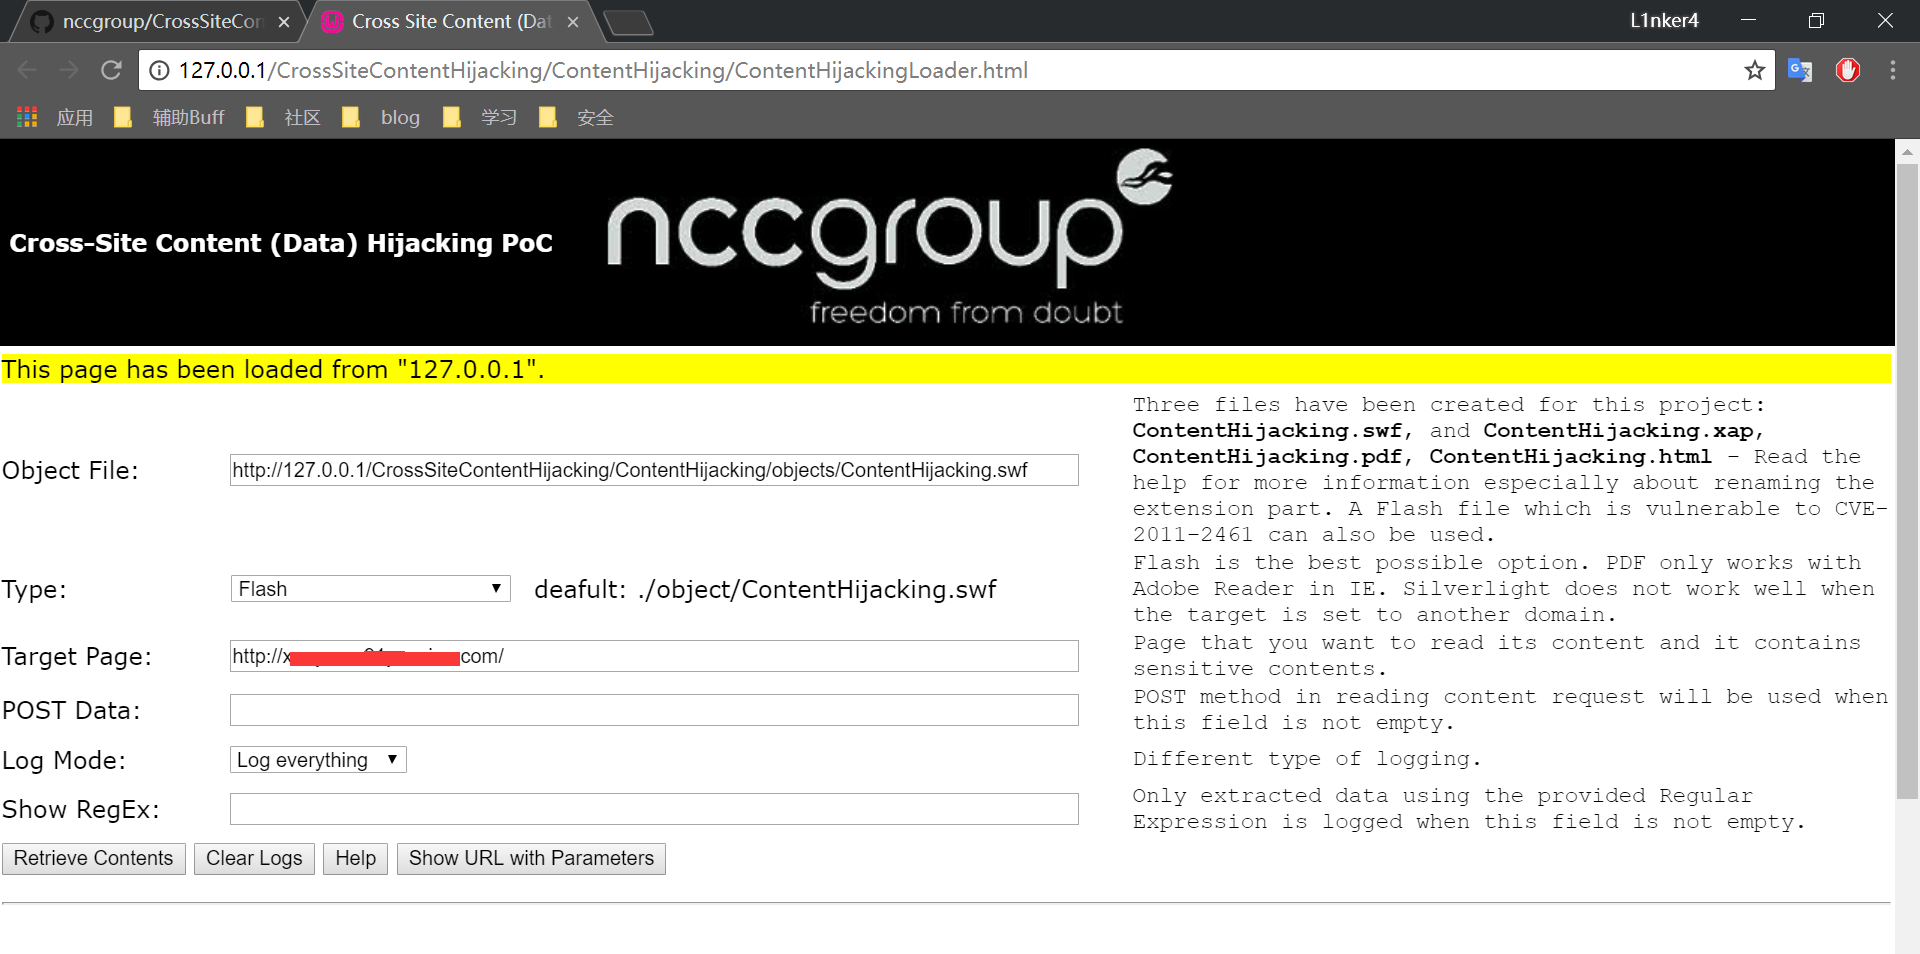 nccgroup/CrossSiteCon
Cross Site Content (Dat
L1nker4
127.0.0.1/CrossSiteContentHijacking/ContentHijacking/ContentHijackingLoader.html
应用 辅助Buff 社区 blog 学习 安全
Cross-Site Content (Data) Hijacking PoC
nccgroup
freedom from doubt
This page has been loaded from "127.0.0.1".
Object File:
http://127.0.0.1/CrossSiteContentHijacking/ContentHijacking/objects/ContentHijacking.swf
Three files have been created for this project:
ContentHijacking.swf, and ContentHijacking.xap,
ContentHijacking.pdf, ContentHijacking.html - Read the
help for more information especially about renaming the
extension part. A Flash file which is vulnerable to CVE-
2011-2461 can also be used.
Type:
Flash
deafult: ./object/ContentHijacking.swf
Flash is the best possible option. PDF only works with
Adobe Reader in IE. Silverlight does not work well when
the target is set to another domain.
Target Page:
http://x com/
Page that you want to read its content and it contains
sensitive contents.
POST Data:
POST method in reading content request will be used when
this field is not empty.
Log Mode:
Log everything
Different type of logging.
Show RegEx:
Only extracted data using the provided Regular
Expression is logged when this field is not empty.
Retrieve Contents Clear Logs Help Show URL with Parameters